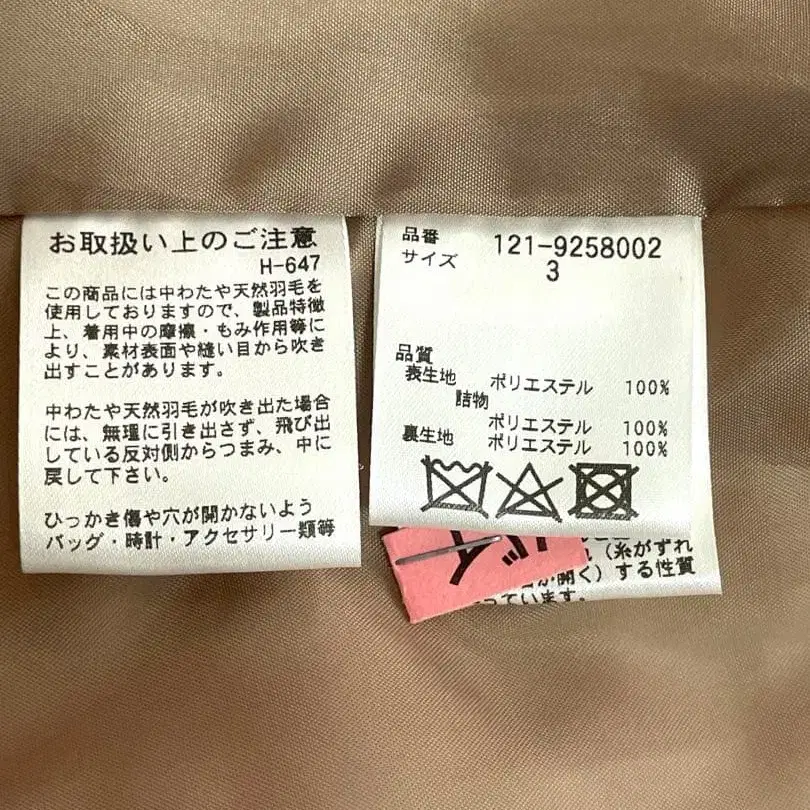 お取扱い上のご注意
H-647
この商品には中わたや天然羽毛を
使用しておりますので、製品特徴
上、着用中の摩擦・もみ作用等に
より、素材表面や縫い目から吹き
出すことがあります。
中わたや天然羽毛が吹き出た場合
には、無理に引き出さず、飛び出
している反対側からつまみ、中に
戻して下さい。
ひっかき傷や穴が開かないよう
バッグ・時計・アクセサリー類等
品番 121-9258002
サイズ 3
品質
表生地 ポリエステル 100%
詰物
ポリエステル 100%
裏生地 ポリエステル 100%
(糸がずれ
が開く)する性質
っています。